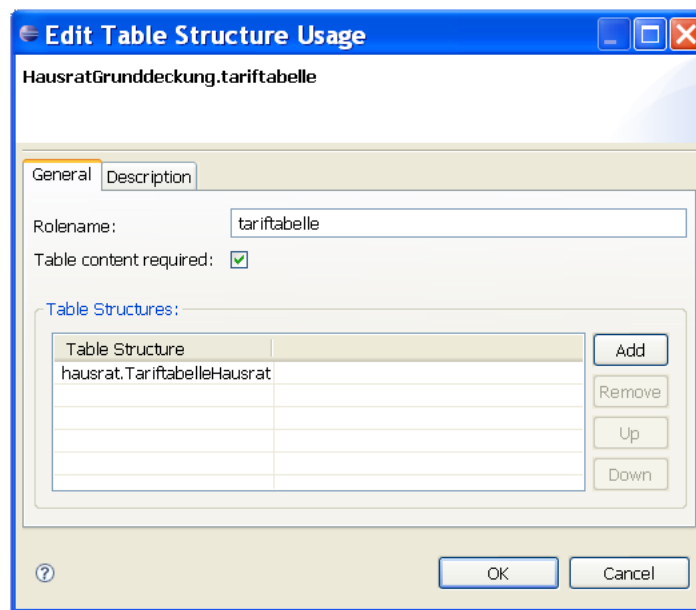 Edit Table Structure Usage
HausratGrunddeckung.tariftabelle
General Description
Rolename: tariftabelle
Table content required:
Table Structures:
Table Structure
hausrat.TariftabelleHausrat
Add
Remove
Up
Down
?
OK Cancel